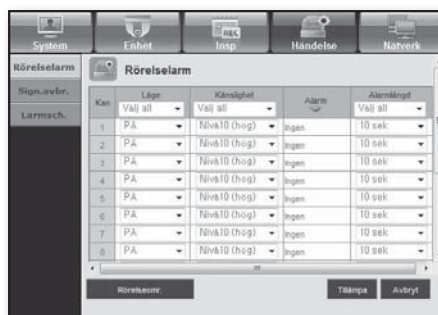 System Enhet Insp Händelse Nätverk
Rörelselarm
Sign.avbr.
Larmsch.
Rörelselarm
Kan. Läge Känslighet Alarm Alarmlängd
Välj all Välj all Välj all
1 PÅ Nivå10 (hög) Ingen 10 sek
2 PÅ Nivå10 (hög) Ingen 10 sek
3 PÅ Nivå10 (hög) Ingen 10 sek
4 PÅ Nivå10 (hög) Ingen 10 sek
5 PÅ Nivå10 (hög) Ingen 10 sek
6 PÅ Nivå10 (hög) Ingen 10 sek
7 PÅ Nivå10 (hög) Ingen 10 sek
8 PÅ Nivå10 (hög) Ingen 10 sek
Rörelseomr. Tillämpa Avbryt